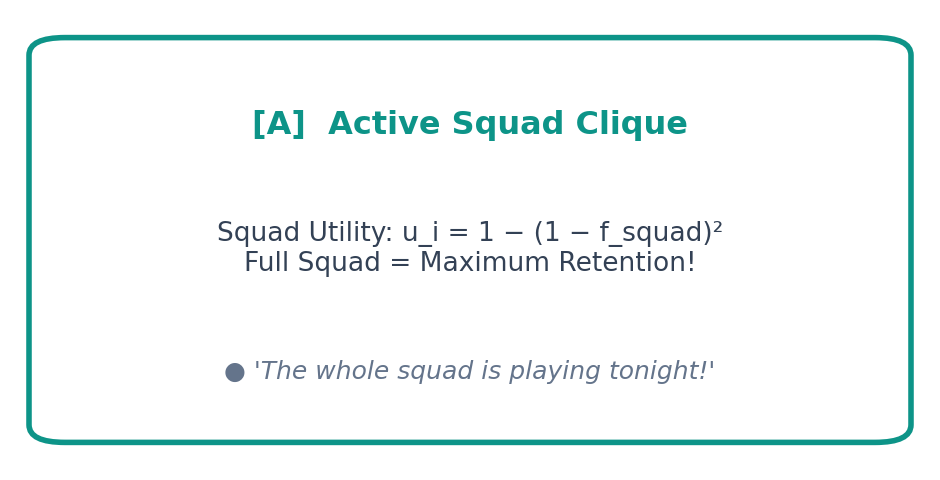 [A]  Active Squad Clique
Squad Utility: u_i = 1 − (1 − f_squad)²
Full Squad = Maximum Retention!
● 'The whole squad is playing tonight!'